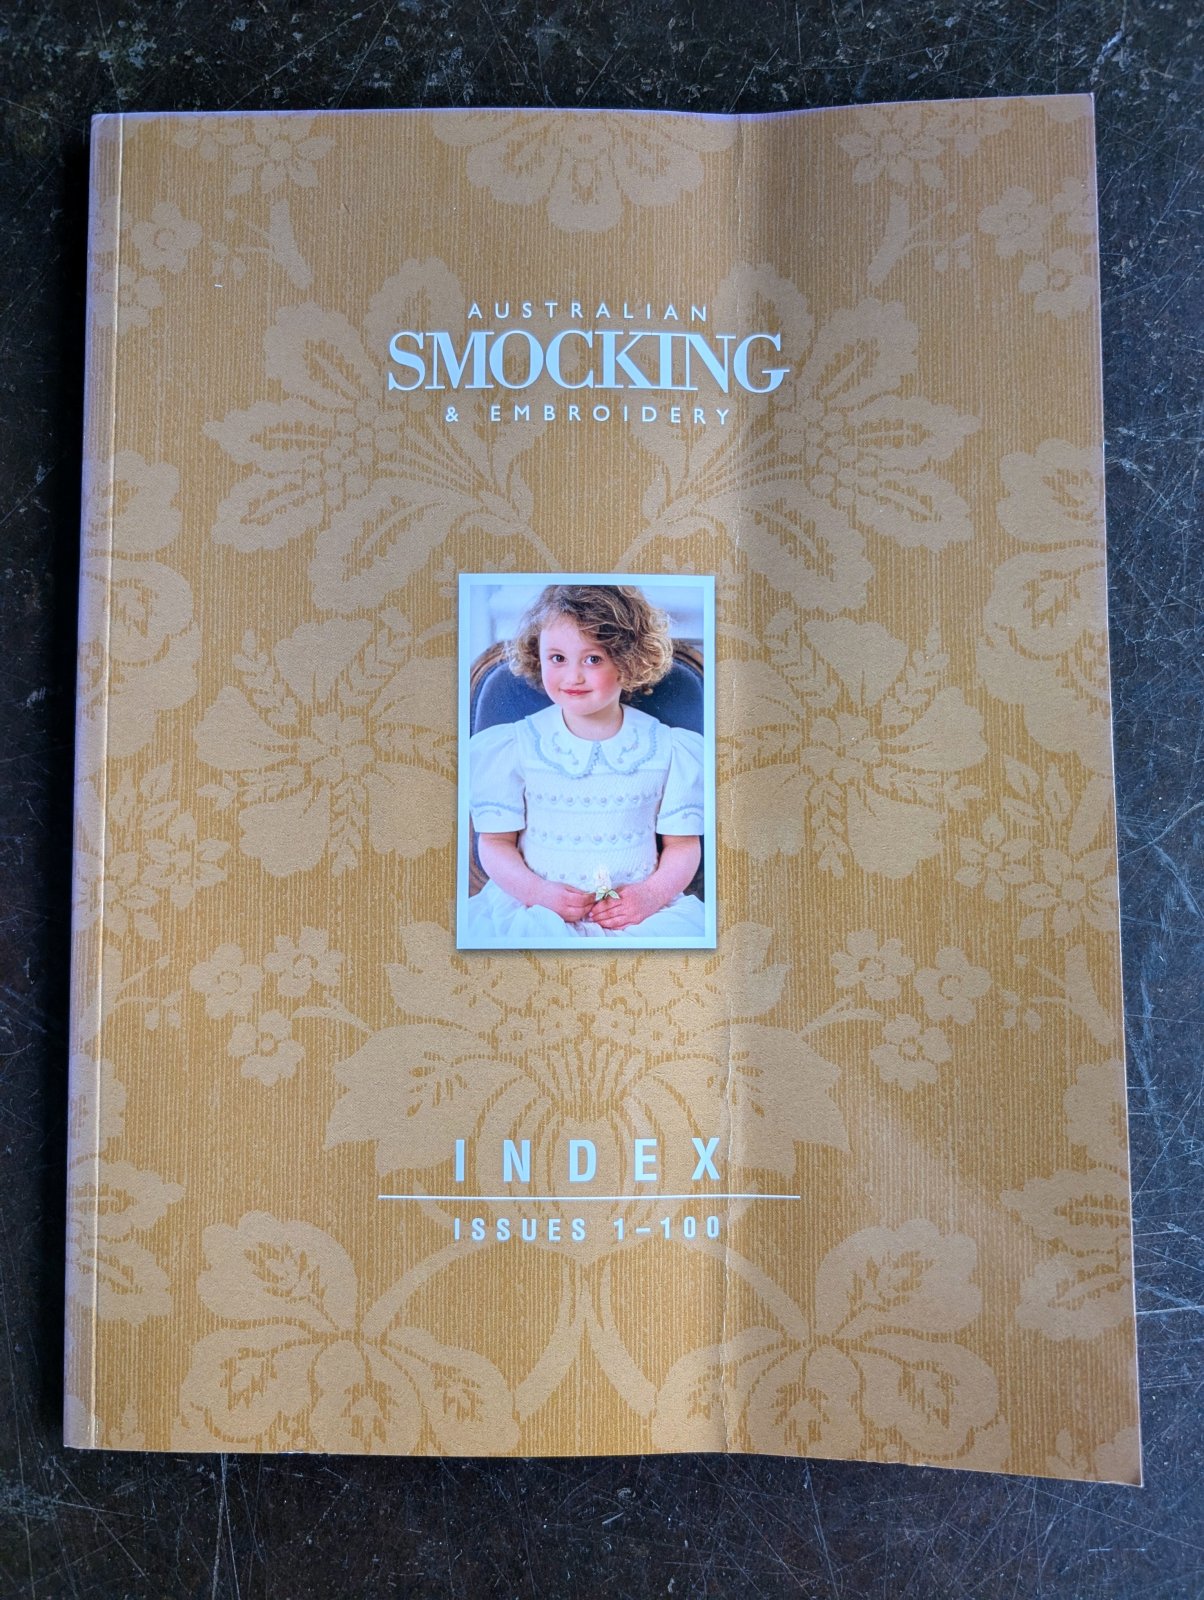 AUSTRALIAN
SMOCKING
& EMBROIDERY
INDEX
ISSUES 1–100